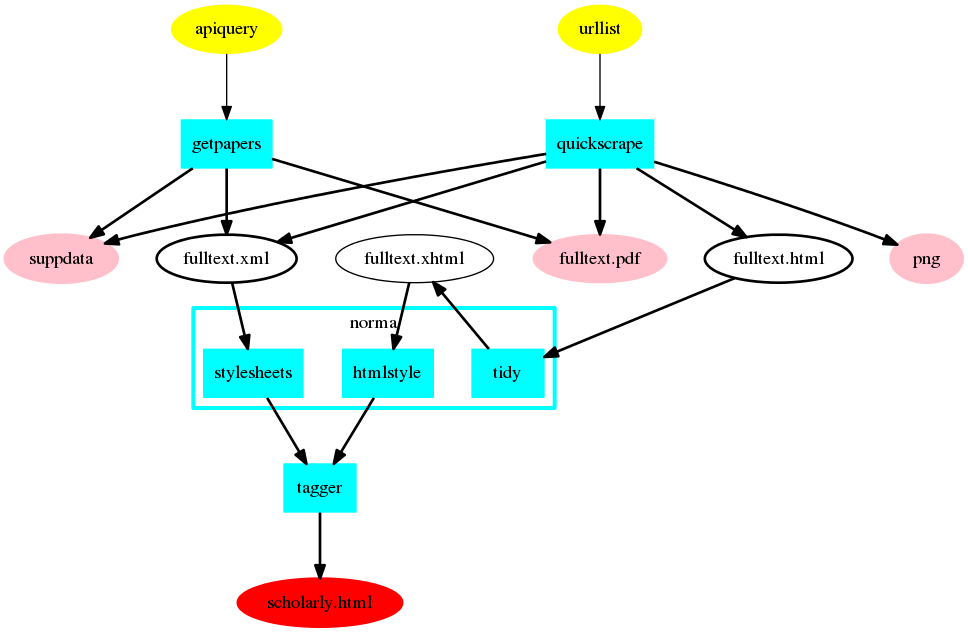 apiquery
urllist
getpapers
quickscrape
suppdata
fulltext.xml
fulltext.xhtml
fulltext.pdf
fulltext.html
png
norma
stylesheets
htmlstyle
tidy
tagger
scholarly.html